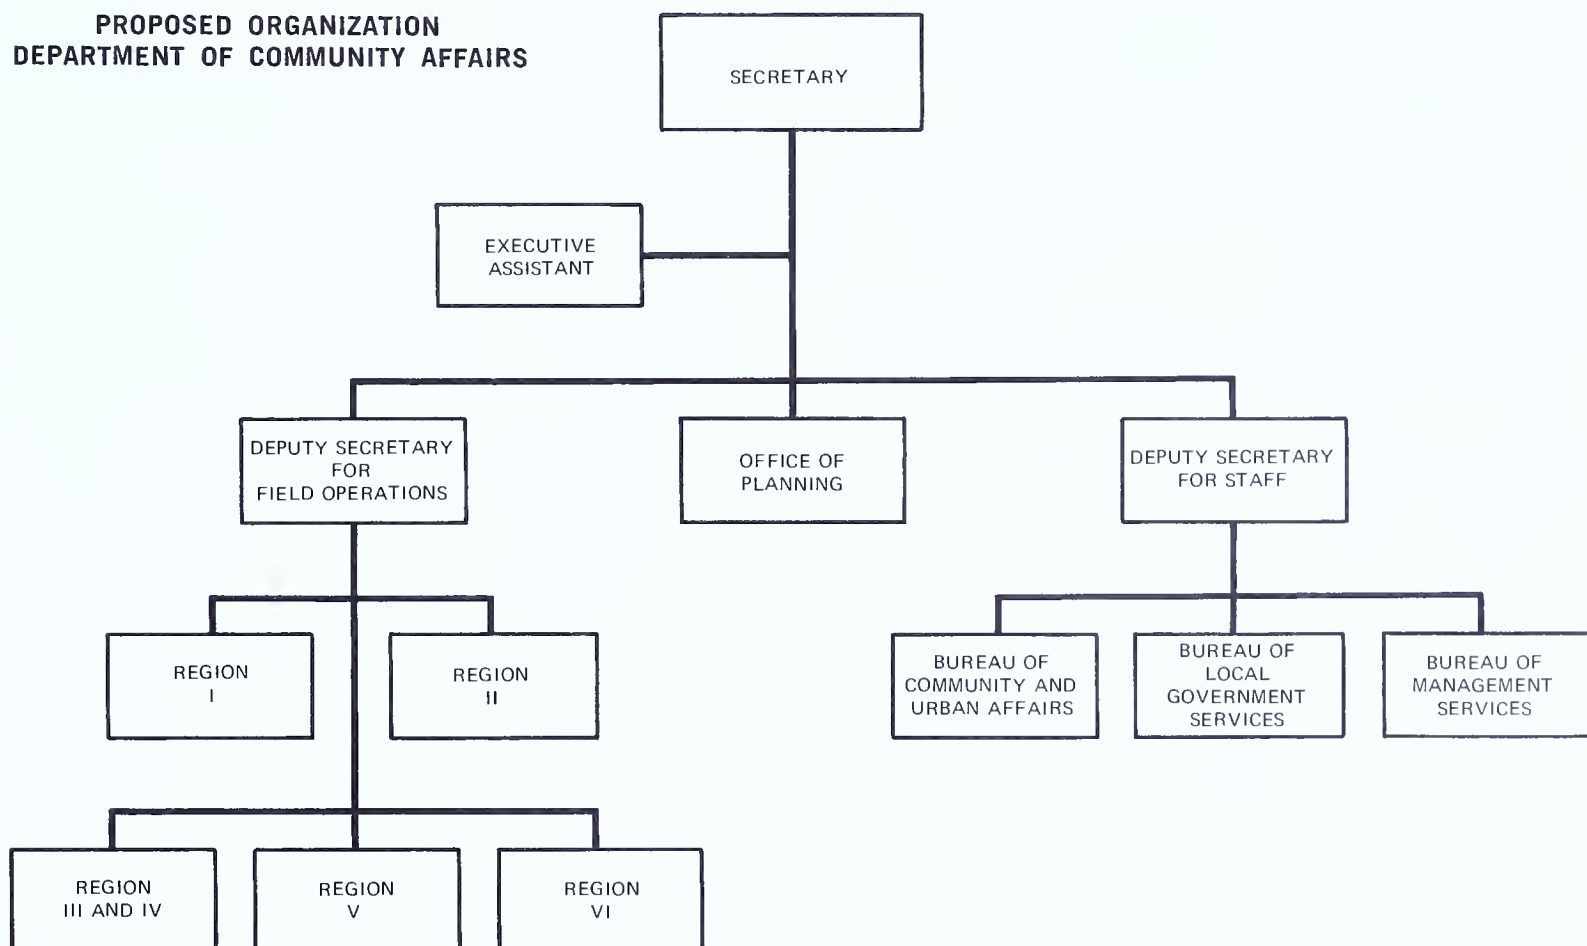 PROPOSED ORGANIZATION
DEPARTMENT OF COMMUNITY AFFAIRS
SECRETARY
EXECUTIVE
ASSISTANT
DEPUTY SECRETARY
FOR
FIELD OPERATIONS
OFFICE OF
PLANNING
DEPUTY SECRETARY
FOR STAFF
REGION
I
REGION
II
BUREAU OF
COMMUNITY AND
URBAN AFFAIRS
BUREAU OF
LOCAL
GOVERNMENT
SERVICES
BUREAU OF
MANAGEMENT
SERVICES
REGION
III AND IV
REGION
V
REGION
VI